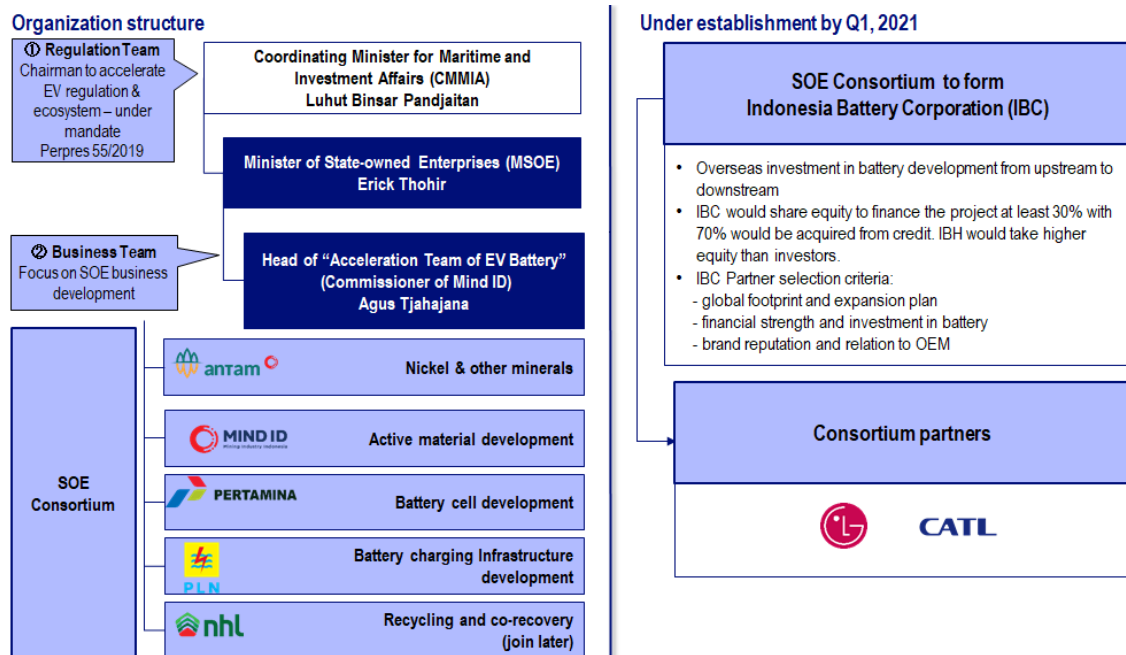 Organization structure
① Regulation Team
Chairman to accelerate
EV regulation &
ecosystem – under
mandate
Perpres 55/2019
Coordinating Minister for Maritime and
Investment Affairs (CMMIA)
Luhut Binsar Pandjaitan
Minister of State-owned Enterprises (MSOE)
Erick Thohir
② Business Team
Focus on SOE business
development
Head of “Acceleration Team of EV Battery”
(Commissioner of Mind ID)
Agus Tjahajana
SOE
Consortium
antam
Nickel & other minerals
MIND ID
Mining Industry Indonesia
Active material development
PERTAMINA
Battery cell development
PLN
Battery charging Infrastructure
development
nhl
Recycling and co-recovery
(join later)
Under establishment by Q1, 2021
SOE Consortium to form
Indonesia Battery Corporation (IBC)
• Overseas investment in battery development from upstream to
downstream
• IBC would share equity to finance the project at least 30% with
70% would be acquired from credit. IBH would take higher
equity than investors.
• IBC Partner selection criteria:
- global footprint and expansion plan
- financial strength and investment in battery
- brand reputation and relation to OEM
Consortium partners
LG
CATL